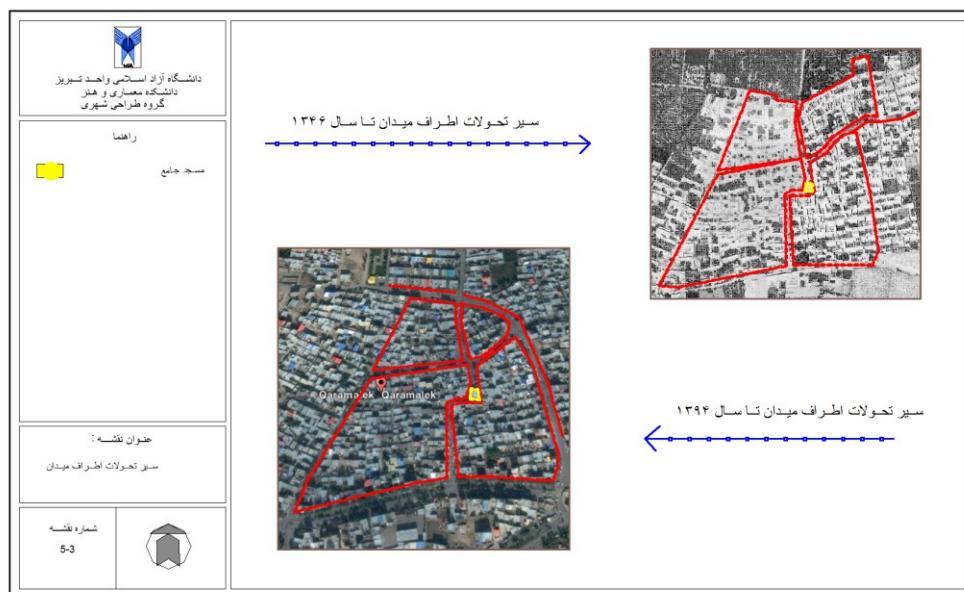 دانشگاه آزاد اسلامی واحد تبریز
دانشکده معماری و هنر
گروه طراحی شهری
راهنما
مسجد جامع
عنوان نقشه :
سیر تحولات اطراف میدان
شماره نقشه
5-3
سیر تحولات اطراف میدان تا سال ۱۳۴۶
Qaramalek Qaramalek
سیر تحولات اطراف میدان تا سال ۱۳۹۴